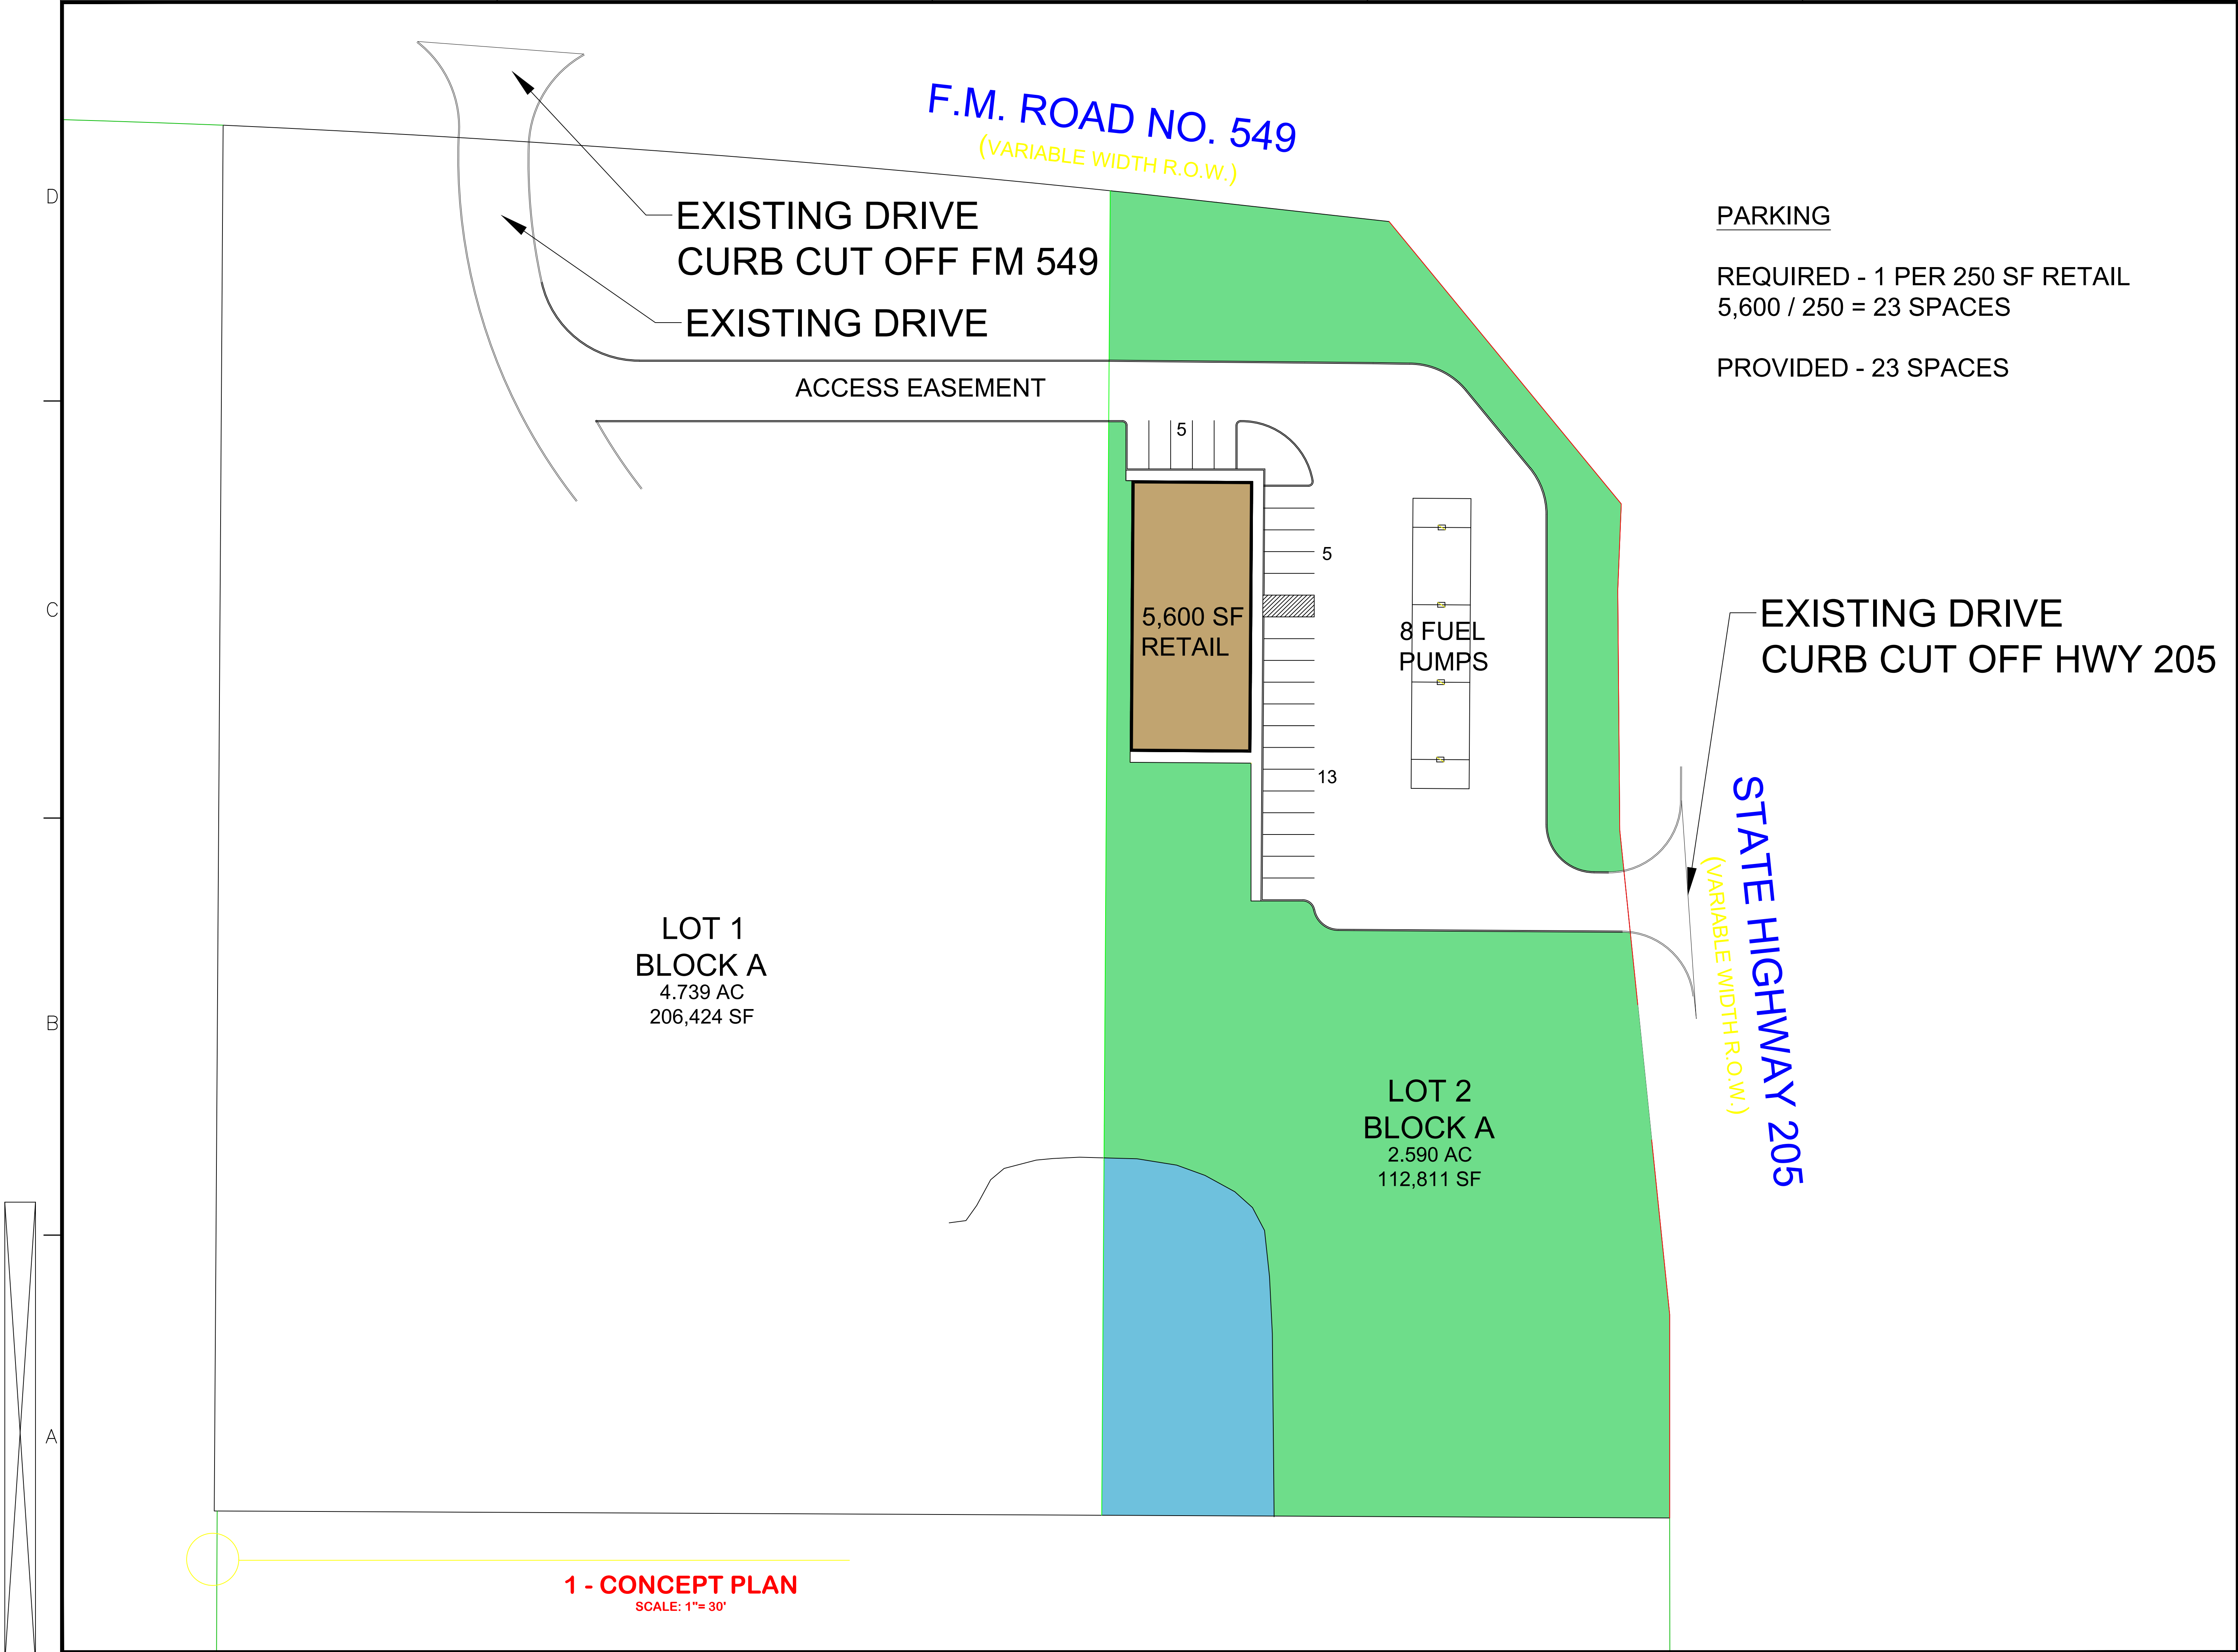 F.M. ROAD NO. 549
(VARIABLE WIDTH R.O.W.)
D
EXISTING DRIVE
CURB CUT OFF FM 549
EXISTING DRIVE
ACCESS EASEMENT
PARKING
REQUIRED - 1 PER 250 SF RETAIL
5,600 / 250 = 23 SPACES
PROVIDED - 23 SPACES
5
5
C
5,600 SF
RETAIL
8 FUEL
PUMPS
EXISTING DRIVE
CURB CUT OFF HWY 205
13
STATE HIGHWAY 205
(VARIABLE WIDTH R.O.W.)
LOT 1
BLOCK A
4.739 AC
206,424 SF
B
LOT 2
BLOCK A
2.590 AC
112,811 SF
A
1 - CONCEPT PLAN
SCALE: 1"= 30'